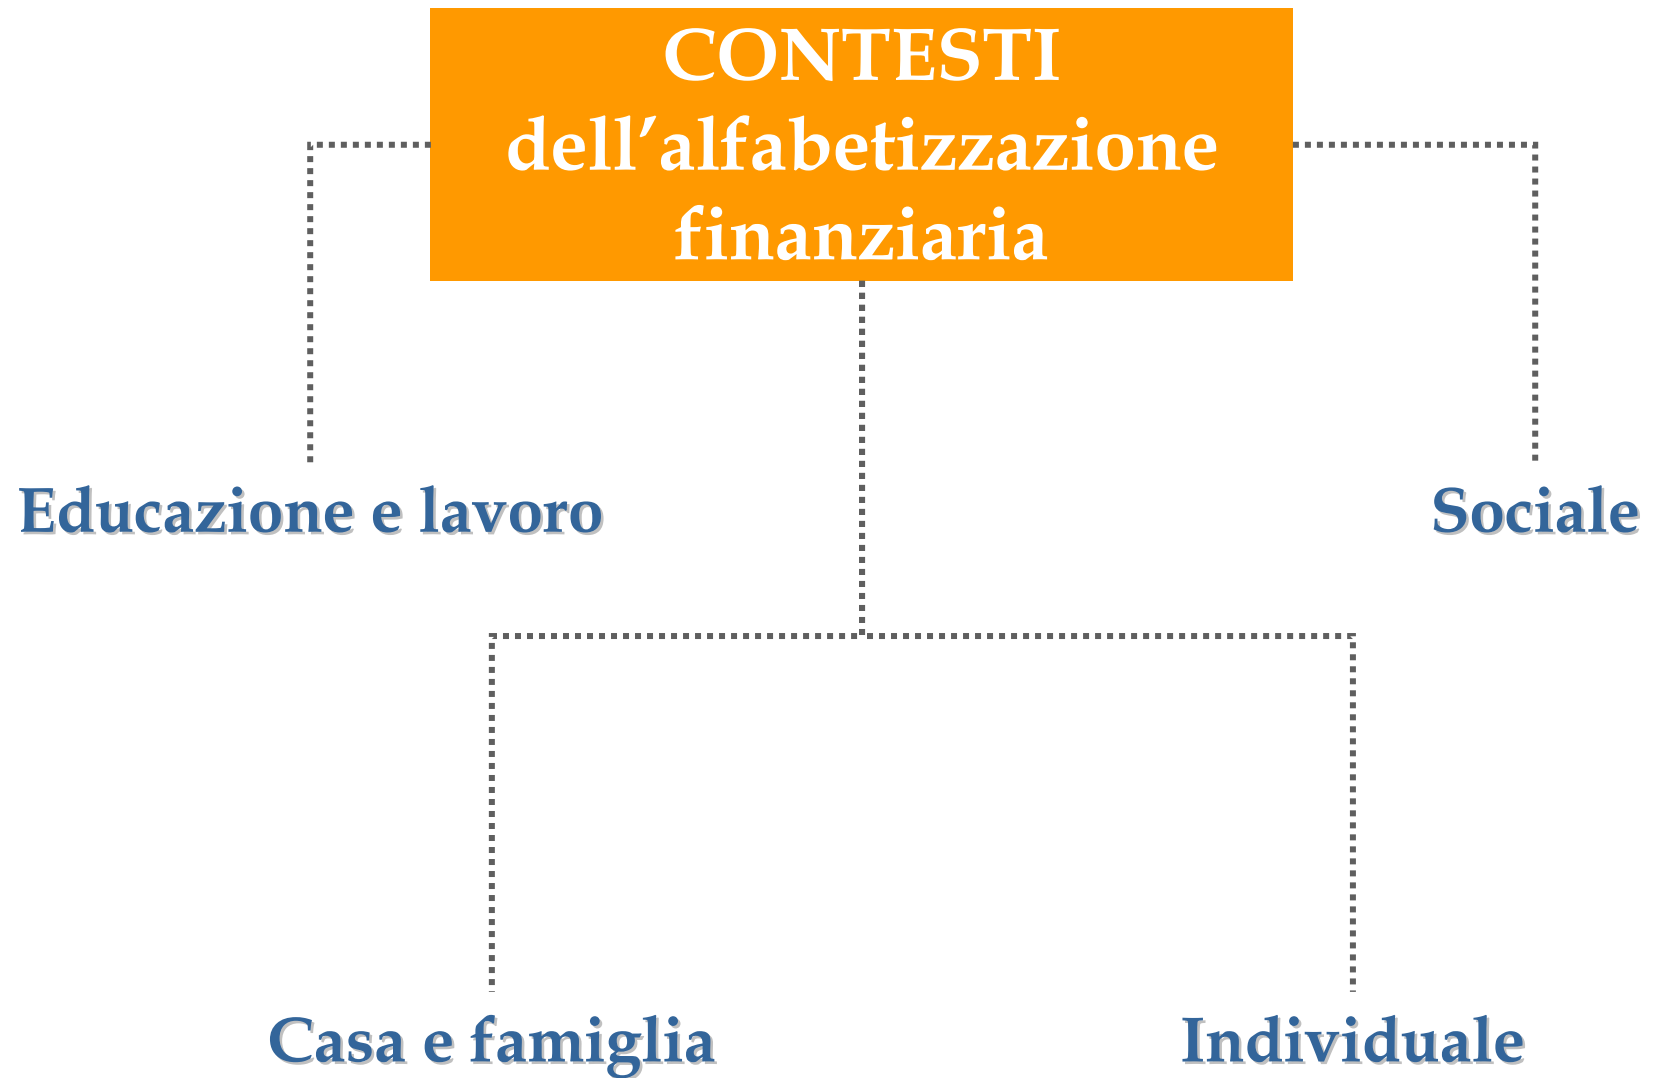 CONTESTI
dell’alfabetizzazione
finanziaria
Educazione e lavoro
Sociale
Casa e famiglia
Individuale